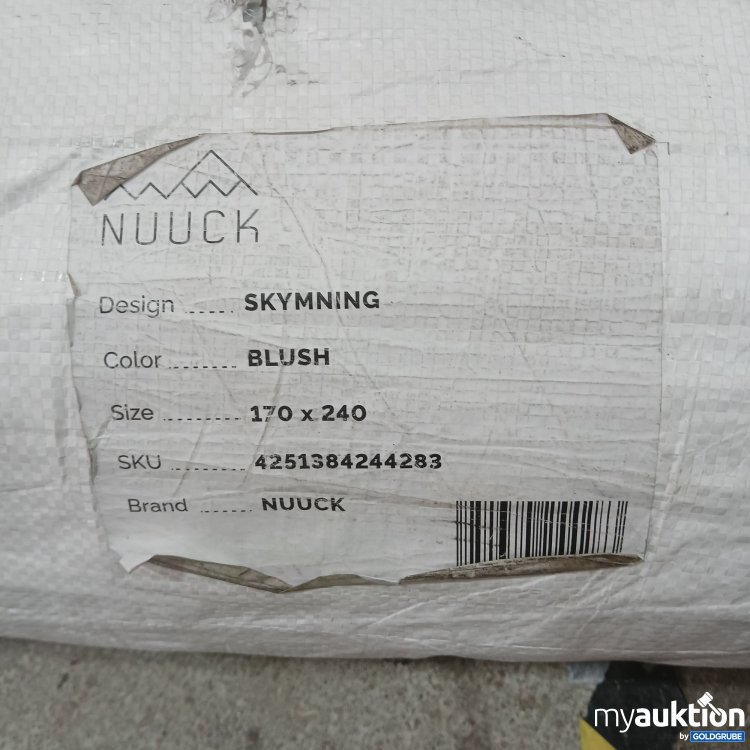 NUUCK
Design ...... SKYMNING
Color ........ BLUSH
Size ......... 170 x 240
SKU ......... 4251384244283
Brand ...... NUUCK
myauktion
by GOLDGRUBE